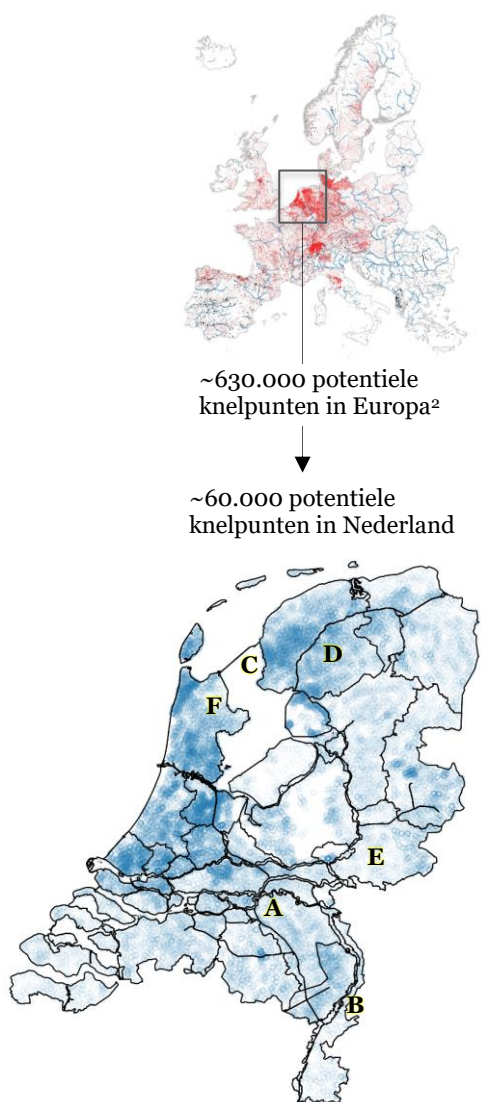 ~630.000 potentiele
knelpunten in Europa²
~60.000 potentiele
knelpunten in Nederland
C
D
F
E
A
B